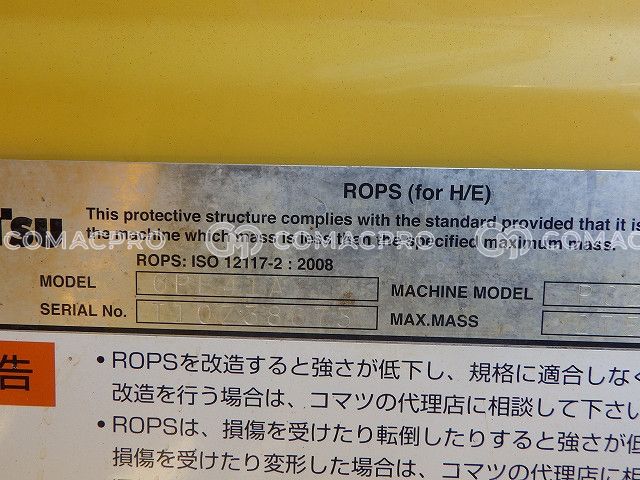 ROPS (for H/E)
tsu This protective structure complies with the standard provided that it is
the machine which mass is less than the specified maximum mass.
COMACPRO COMACPRO COMACPRO
ROPS: ISO 12117-2 : 2008
MODEL
MACHINE MODEL
SERIAL No.
MAX.MASS
告
・ROPSを改造すると強さが低下し、規格に適合しなく
改造を行う場合は、コマツの代理店に相談して下さい
・ROPSは、損傷を受けたり転倒したりすると強さが低
損傷を受けたり変形した場合は、コマツの代理店に相